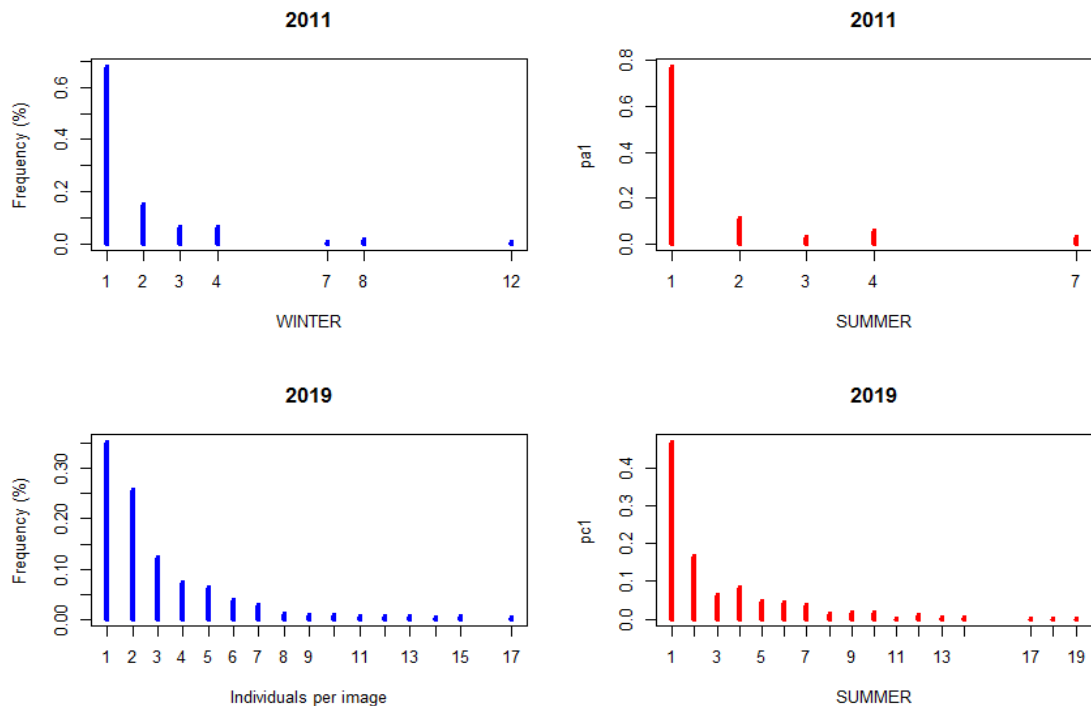 2011
Frequency (%)
0.0 0.2 0.4 0.6
1 2 3 4 7 8 12
WINTER
2011
pa1
0.0 0.2 0.4 0.6 0.8
1 2 3 4 7
SUMMER
2019
Frequency (%)
0.00 0.10 0.20 0.30
1 2 3 4 5 6 7 8 9 11 13 15 17
Individuals per image
2019
pc1
0.0 0.1 0.2 0.3 0.4
1 3 5 7 9 11 13 17 19
SUMMER